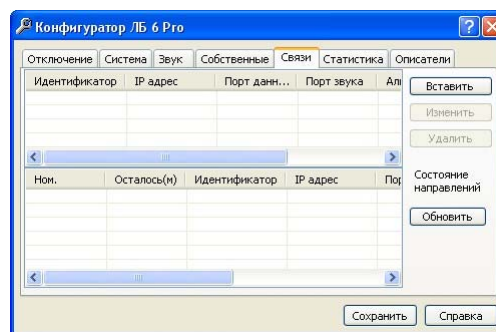 Конфигуратор ЛБ 6 Pro
Отключение Система Звук Собственные Связи Статистика Описатели
Идентификатор IP адрес Порт данн... Порт звука
Вставить
Изменить
Удалить
Ном. Осталось(м) Идентификатор IP адрес
Состояние
направлений
Обновить
Сохранить Справка